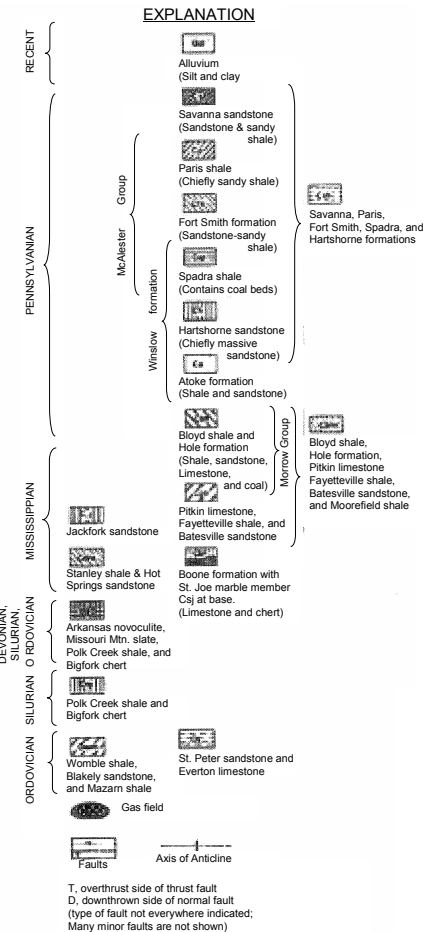 EXPLANATION
RECENT
Alluvium
(Silt and clay
PENNSYLVANIAN
Savanna sandstone
(Sandstone & sandy
shale)
McAlester Group
Paris shale
(Chiefly sandy shale)
Fort Smith formation
(Sandstone-sandy
shale)
Winslow formation
Spadra shale
(Contains coal beds)
Hartshorne sandstone
(Chiefly massive
sandstone)
Atoke formation
(Shale and sandstone)
Savanna, Paris,
Fort Smith, Spadra, and
Hartshorne formations
Bloyd shale and
Hole formation
(Shale, sandstone,
Limestone,
and coal)
Morrow Group
Bloyd shale,
Hole formation,
Pitkin limestone
Fayetteville shale,
Batesville sandstone,
and Moorefield shale
MISSISSIPPIAN
Pitkin limestone,
Fayetteville shale, and
Batesville sandstone
Jackfork sandstone
Stanley shale & Hot
Springs sandstone
Boone formation with
St. Joe marble member
Csj at base.
(Limestone and chert)
DEVONIAN,
SILURIAN,
O RDOVICIAN
Arkansas novoculite,
Missouri Mtn. slate,
Polk Creek shale, and
Bigfork chert
SILURIAN
Polk Creek shale and
Bigfork chert
ORDOVICIAN
Womble shale,
Blakely sandstone,
and Mazarn shale
St. Peter sandstone and
Everton limestone
Gas field
Faults
Axis of Anticline
T, overthrust side of thrust fault
D, downthrown side of normal fault
(type of fault not everywhere indicated;
Many minor faults are not shown)